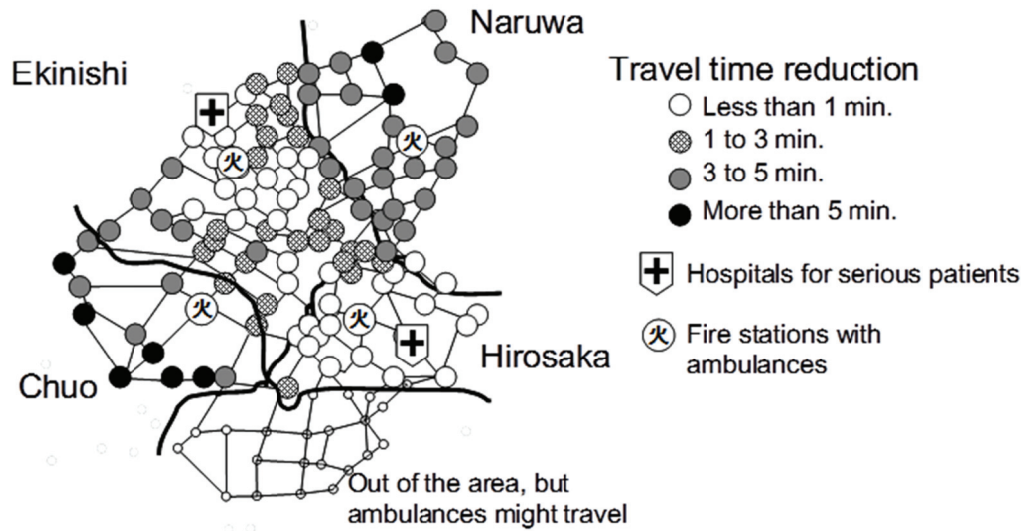 Naruwa
Ekinishi
火
火
火
火
Chuo
Hirosaka
Out of the area, but
ambulances might travel
Travel time reduction
Less than 1 min.
1 to 3 min.
3 to 5 min.
More than 5 min.
Hospitals for serious patients
火
Fire stations with
ambulances